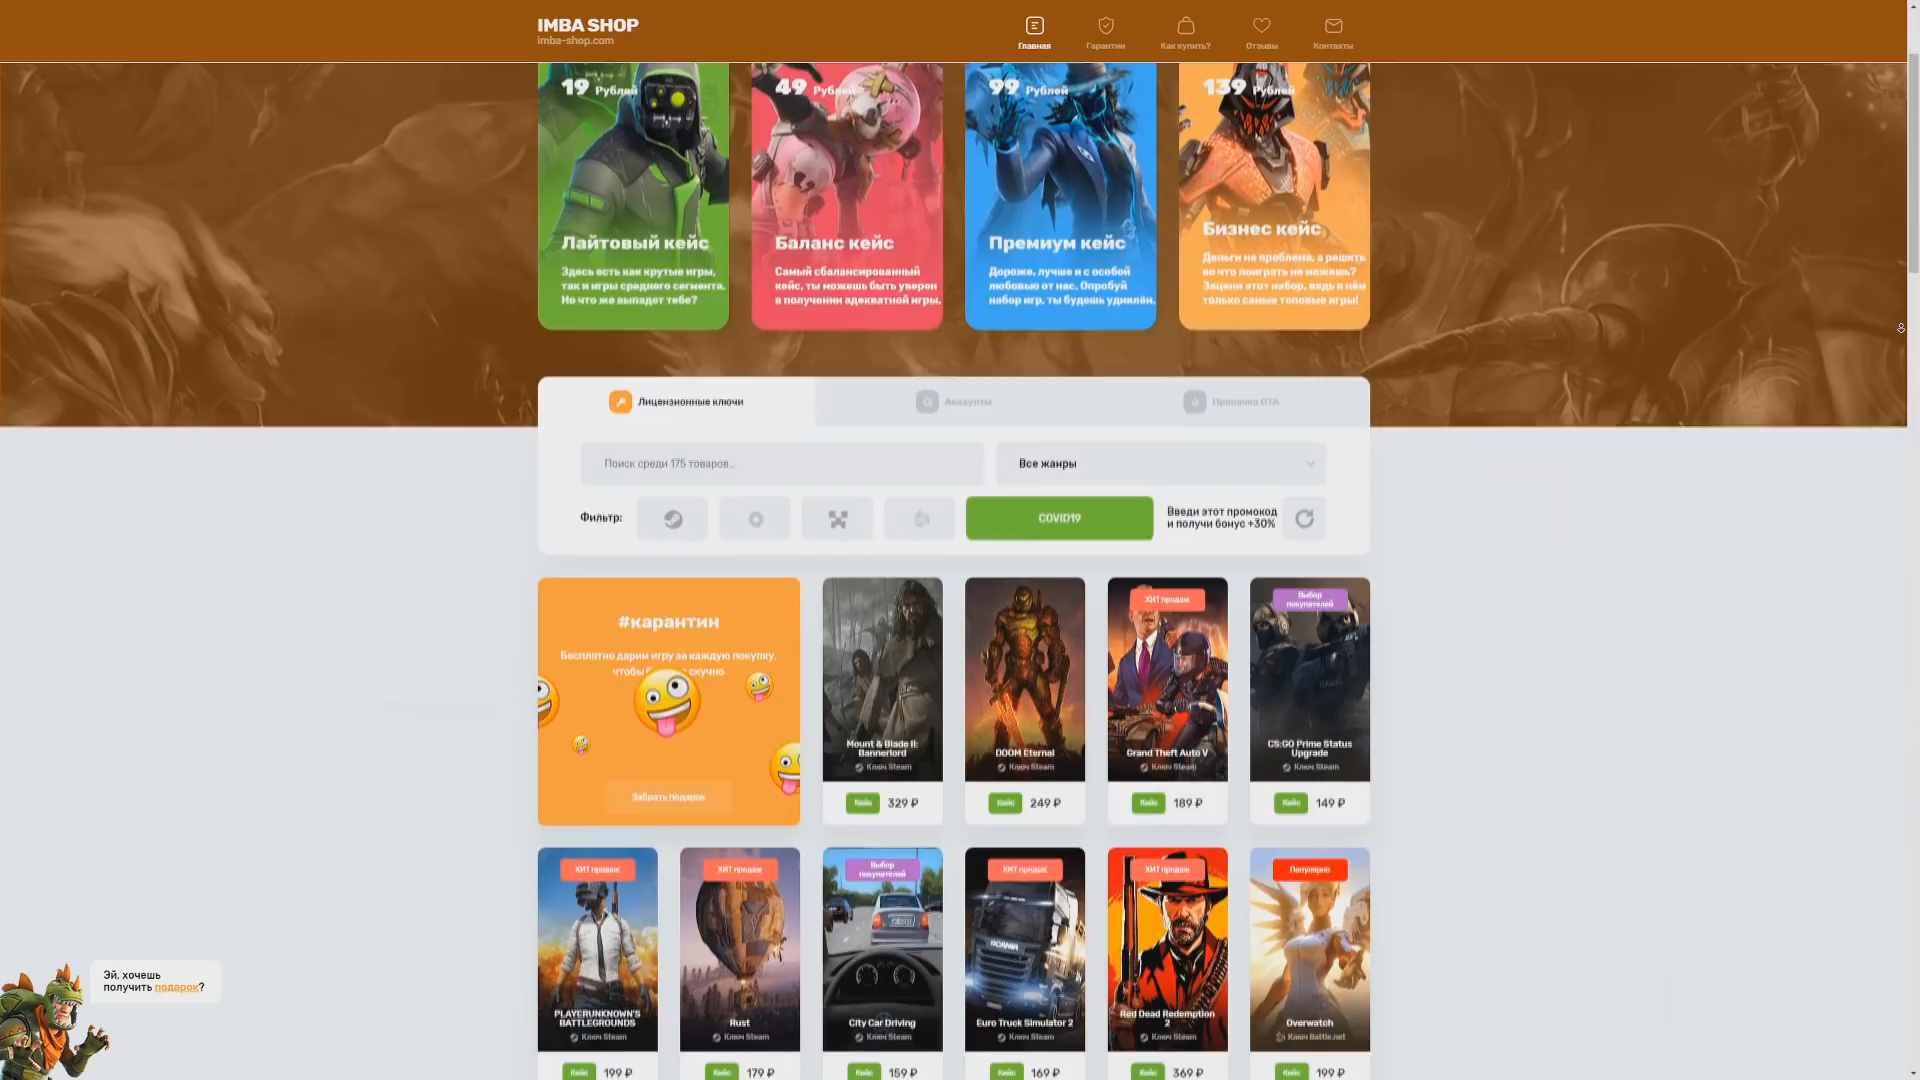 IMBA SHOP
imba-shop.com
Главная
Гарантии
Как купить?
Отзывы
Контакты
19 Рублей
Лайтовый кейс
Здесь есть как крутые игры,
так и игры среднего сегмента.
Но что же выпадет тебе?
49 Рублей
Баланс кейс
Самый сбалансированный
кейс, ты можешь быть уверен
в получении адекватной игры.
99 Рублей
Премиум кейс
Дороже, лучше и с особой
любовью от нас. Опробуй
набор игр, ты будешь удивлён.
139 Рублей
Бизнес кейс
Деньги не проблема, а решить
во что поиграть не можешь?
Зацени этот набор, ведь в нём
только самые топовые игры!
Лицензионные ключи
Аккаунты
Прокачка GTA
Поиск среди 175 товаров...
Все жанры
Фильтр:
COVID19
Введи этот промокод
и получи бонус +30%
#карантин
Бесплатно дарим игру за каждую покупку,
чтобы скучно
Забрать подарок
Mount & Blade II:
Bannerlord
Ключ Steam
Кейс
329 ₽
DOOM Eternal
Ключ Steam
Кейс
249 ₽
ХИТ продаж
Grand Theft Auto V
Ключ Steam
Кейс
189 ₽
Выбор
покупателей
CS:GO Prime Status
Upgrade
Ключ Steam
Кейс
149 ₽
ХИТ продаж
PLAYERUNKNOWN'S
BATTLEGROUNDS
Ключ Steam
Кейс
199 ₽
ХИТ продаж
Rust
Ключ Steam
Кейс
179 ₽
Выбор
покупателей
City Car Driving
Ключ Steam
Кейс
159 ₽
ХИТ продаж
SCANIA
Euro Truck Simulator 2
Ключ Steam
Кейс
169 ₽
ХИТ продаж
Red Dead Redemption
2
Ключ Steam
Кейс
369 ₽
Популярно
Overwatch
Ключ Battle.net
Кейс
199 ₽
Эй, хочешь
получить подарок?